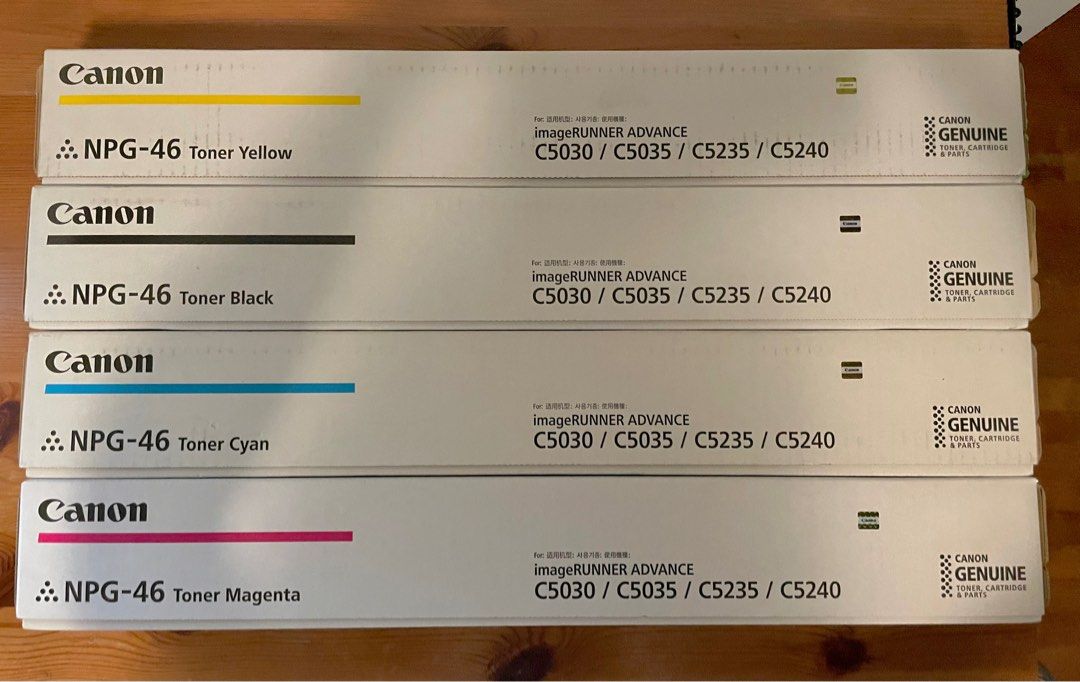 Canon
NPG-46 Toner Yellow
For: 适用机型: 사용기종: 使用機種:
imageRUNNER ADVANCE
C5030 / C5035 / C5235 / C5240
Canon
CANON
GENUINE
TONER, CARTRIDGE
& PARTS
Canon
NPG-46 Toner Black
For: 适用机型: 사용기종: 使用機種:
imageRUNNER ADVANCE
C5030 / C5035 / C5235 / C5240
Canon
CANON
GENUINE
TONER, CARTRIDGE
& PARTS
Canon
NPG-46 Toner Cyan
For: 适用机型: 사용기종: 使用機種:
imageRUNNER ADVANCE
C5030 / C5035 / C5235 / C5240
Canon
CANON
GENUINE
TONER, CARTRIDGE
& PARTS
Canon
NPG-46 Toner Magenta
For: 适用机型: 사용기종: 使用機種:
imageRUNNER ADVANCE
C5030 / C5035 / C5235 / C5240
Canon
CANON
GENUINE
TONER, CARTRIDGE
& PARTS